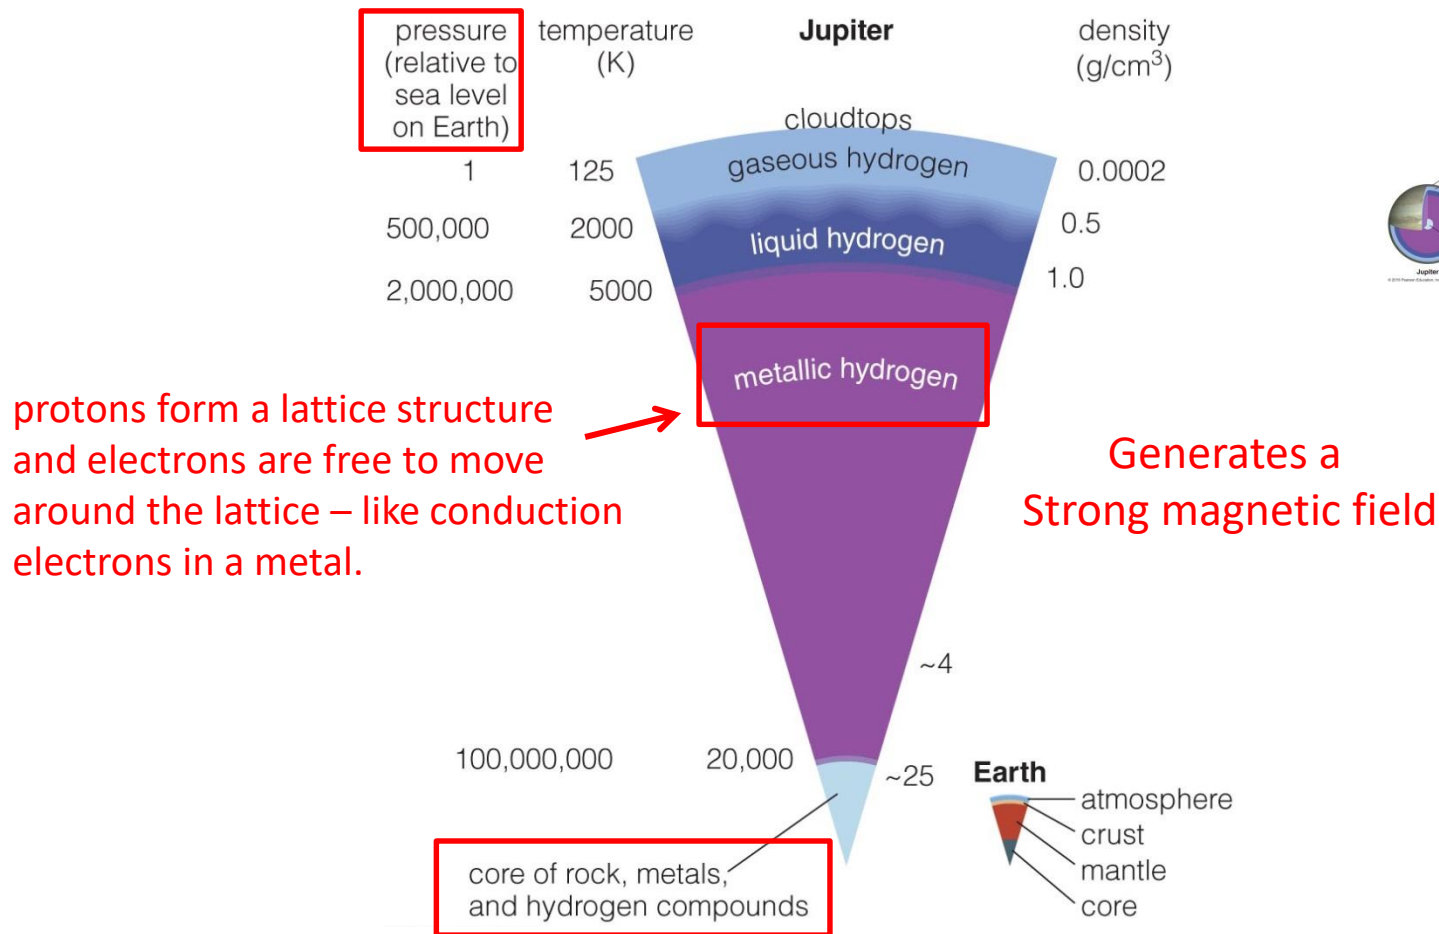 pressure
(relative to
sea level
on Earth)
temperature
(K)
Jupiter
density
(g/cm³)
cloudtops
gaseous hydrogen
1
125
0.0002
500,000
2000
liquid hydrogen
0.5
2,000,000
5000
1.0
metallic hydrogen
protons form a lattice structure
and electrons are free to move
around the lattice – like conduction
electrons in a metal.
Generates a
Strong magnetic field
~4
100,000,000
20,000
~25
core of rock, metals,
and hydrogen compounds
Earth
atmosphere
crust
mantle
core
Jupiter